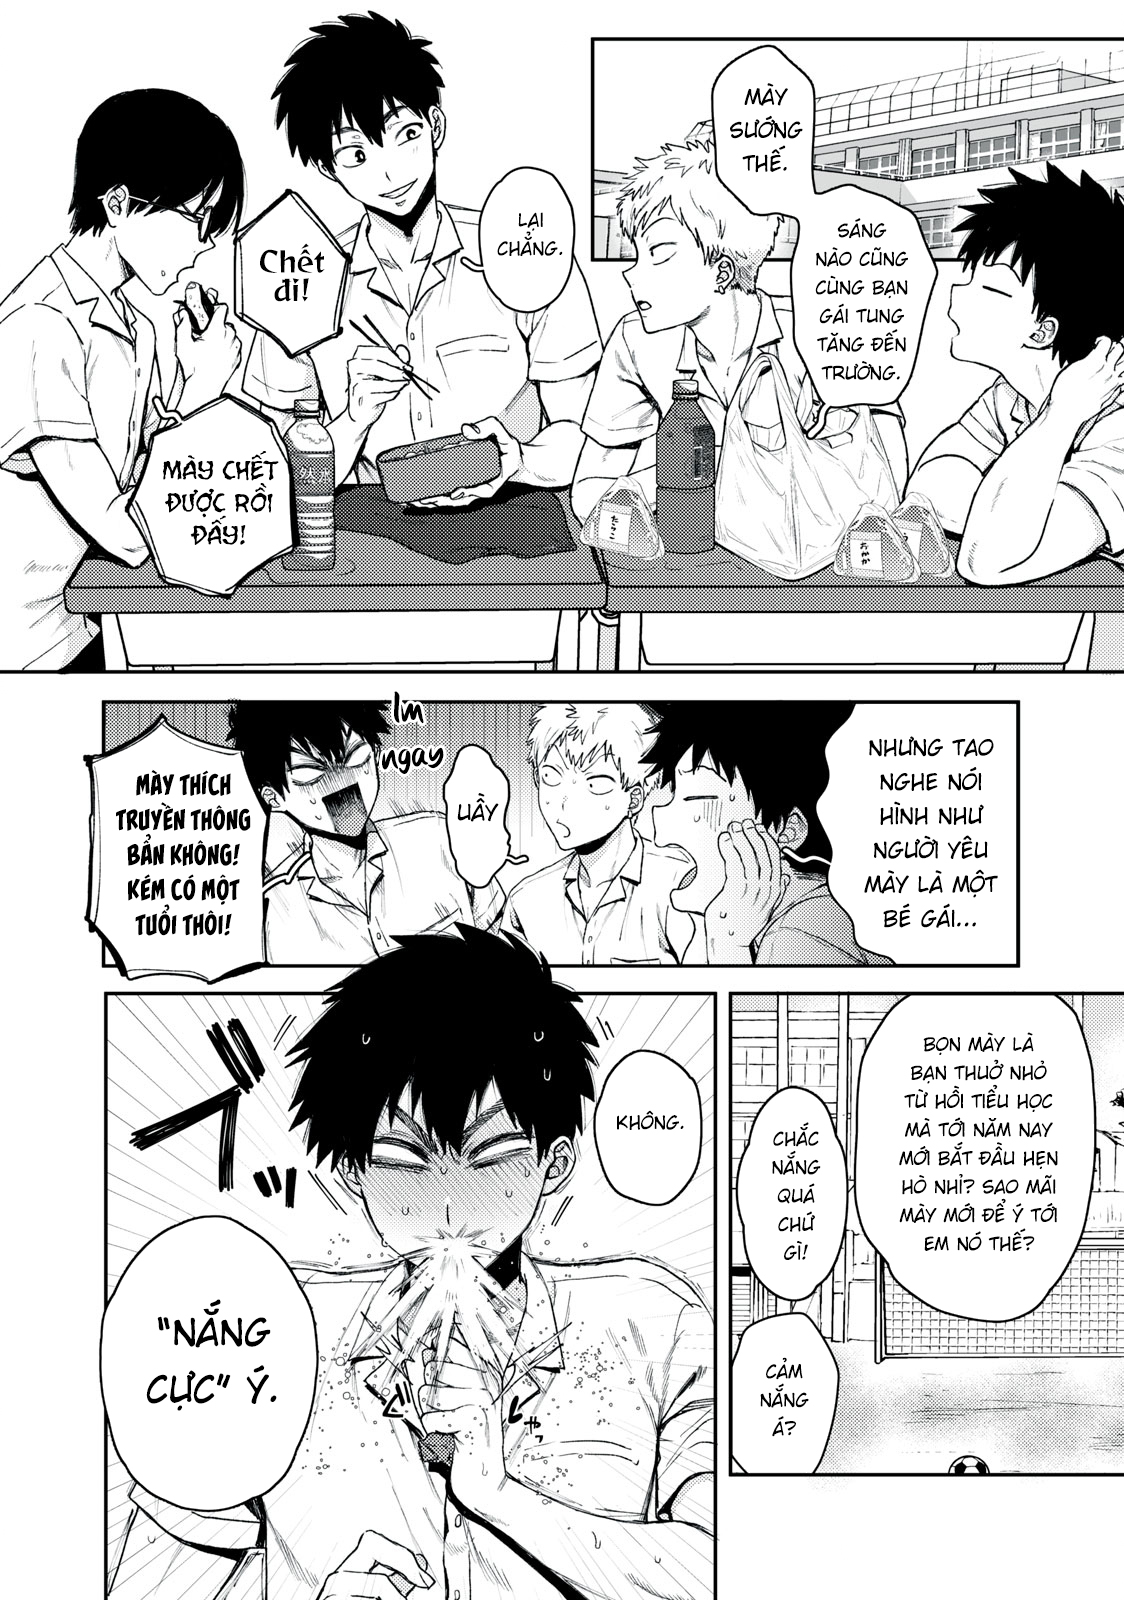 MÀY
SƯỚNG
THẾ.
SÁNG
NÀO CŨNG
CÙNG BẠN
GÁI TUNG
TĂNG ĐẾN
TRƯỜNG.
LẠI
CHẲNG.
Chết
đi!
MÀY CHẾT
ĐƯỢC RỒI
ĐẤY!
おかか
NHƯNG TAO
NGHE NÓI
HÌNH NHƯ
NGƯỜI YÊU
MÀY LÀ MỘT
BÉ GÁI...
UẦY
Im
ngay
MÀY THÍCH
TRUYỀN THÔNG
BẨN KHÔNG!
KÉM CÓ MỘT
TUỔI THÔI!
BỌN MÀY LÀ
BẠN THUỞ NHỎ
TỪ HỒI TIỂU HỌC
MÀ TỚI NĂM NAY
MỚI BẮT ĐẦU HẸN
HÒ NHỈ? SAO MÃI
MÀY MỚI ĐỂ Ý TỚI
EM NÓ THẾ?
CHẮC
NẮNG
QUÁ
CHỨ
GÌ!
CẢM
NẮNG
Á?
KHÔNG.
"NẮNG
CỰC" Ý.